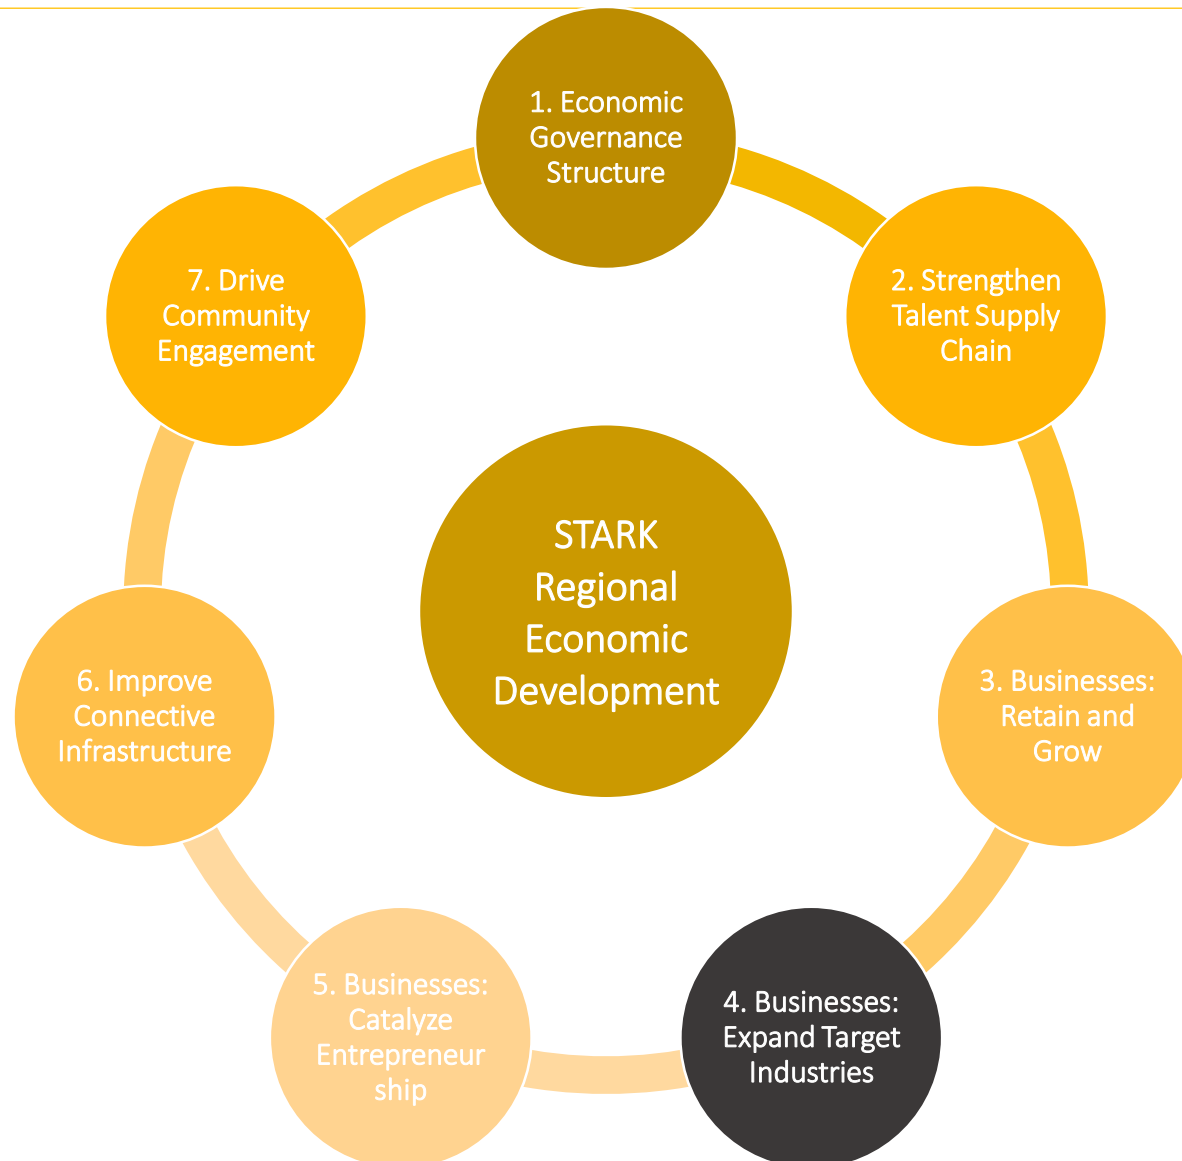 1. Economic
Governance
Structure
2. Strengthen
Talent Supply
Chain
3. Businesses:
Retain and
Grow
4. Businesses:
Expand Target
Industries
5. Businesses:
Catalyze
Entrepreneur
ship
6. Improve
Connective
Infrastructure
7. Drive
Community
Engagement
STARK
Regional
Economic
Development